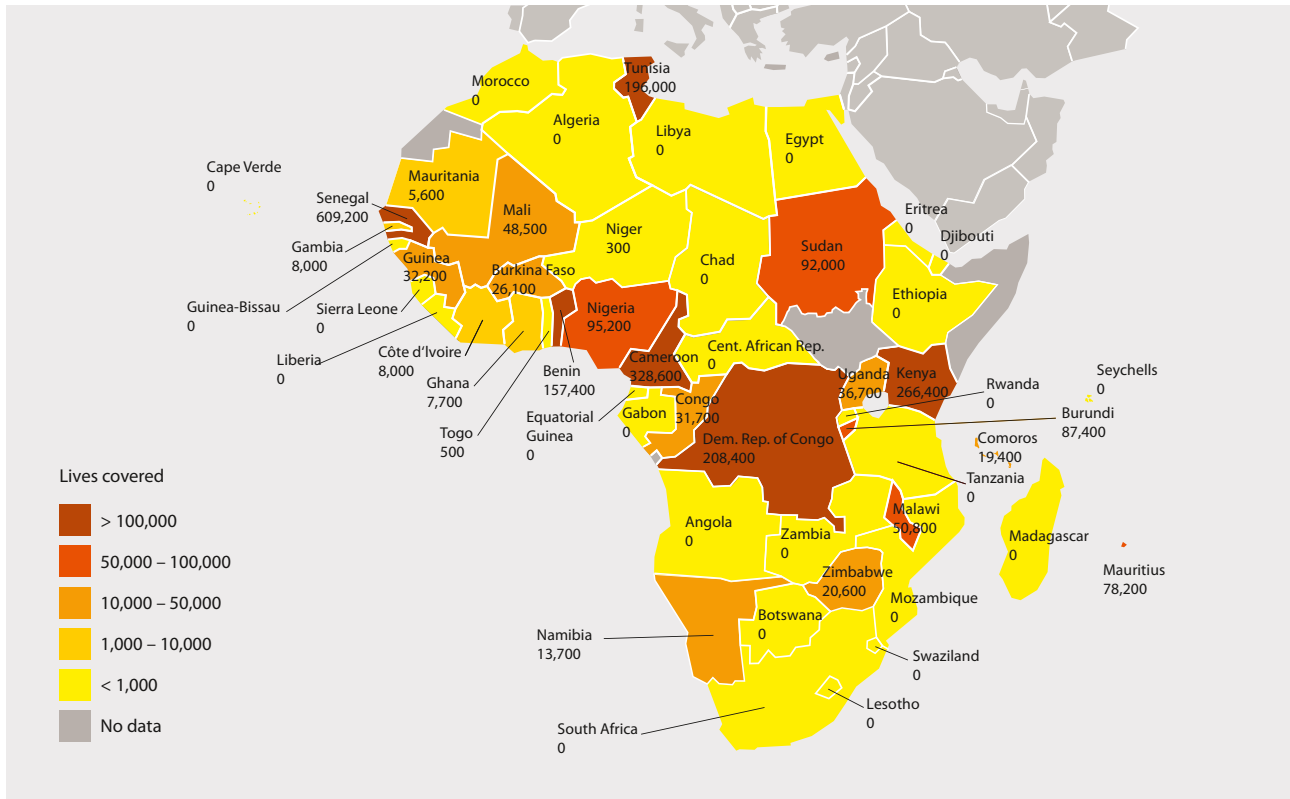 Tunisia
196,000
Morocco
0
Algeria
0
Libya
0
Egypt
0
Cape Verde
0
Mauritania
5,600
Senegal
609,200
Mali
48,500
Niger
300
Chad
0
Sudan
92,000
Eritrea
0
Djibouti
0
Gambia
8,000
Guinea
32,200
Burkina Faso
26,100
Nigeria
95,200
Ethiopia
0
Guinea-Bissau
0
Sierra Leone
0
Liberia
0
Côte d‘Ivoire
8,000
Ghana
7,700
Togo
500
Benin
157,400
Equatorial
Guinea
0
Cameroon
328,600
Cent. African Rep.
0
Gabon
0
Congo
31,700
Dem. Rep. of Congo
208,400
Uganda
36,700
Kenya
266,400
Rwanda
0
Seychells
0
Burundi
87,400
Comoros
19,400
Tanzania
0
Angola
0
Zambia
0
Malawi
50,800
Madagascar
0
Mauritius
78,200
Zimbabwe
20,600
Mozambique
0
Botswana
0
Namibia
13,700
Swaziland
0
Lesotho
0
South Africa
0
Lives covered
> 100,000
50,000 – 100,000
10,000 – 50,000
1,000 – 10,000
< 1,000
No data